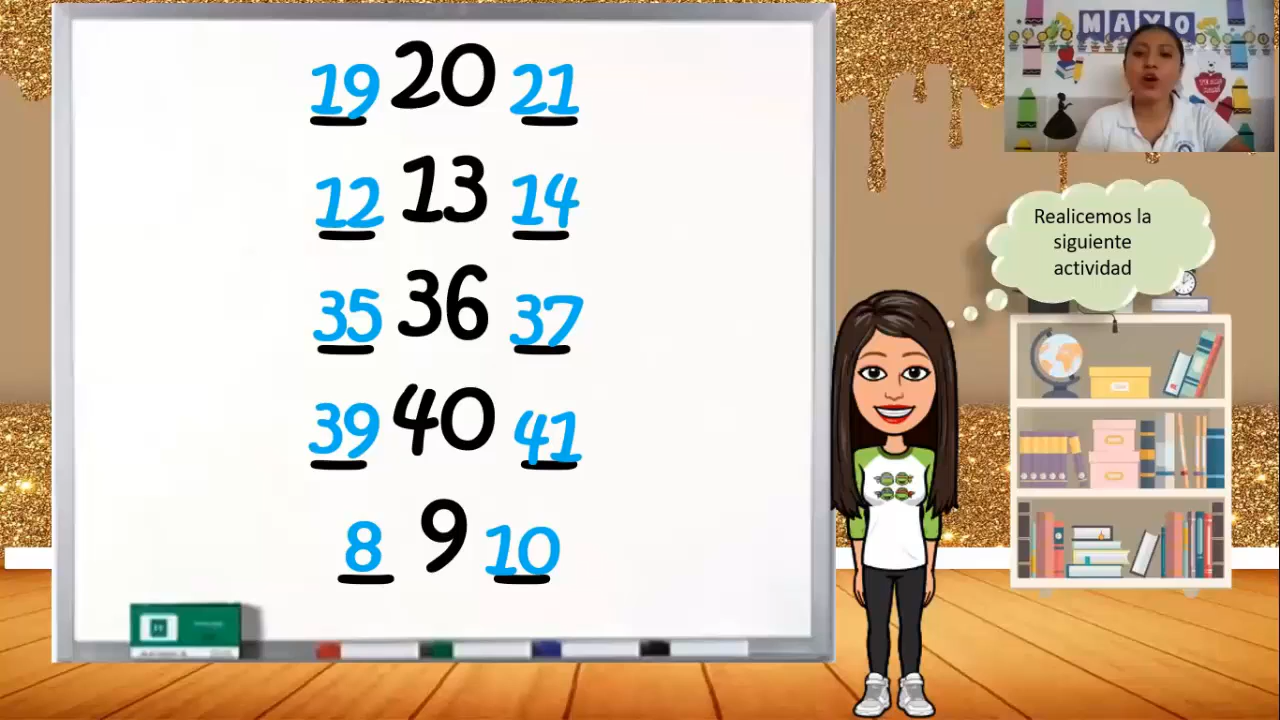 MAYO
19 20 21
12 13 14
35 36 37
39 40 41
8 9 10
Realicemos la
siguiente
actividad